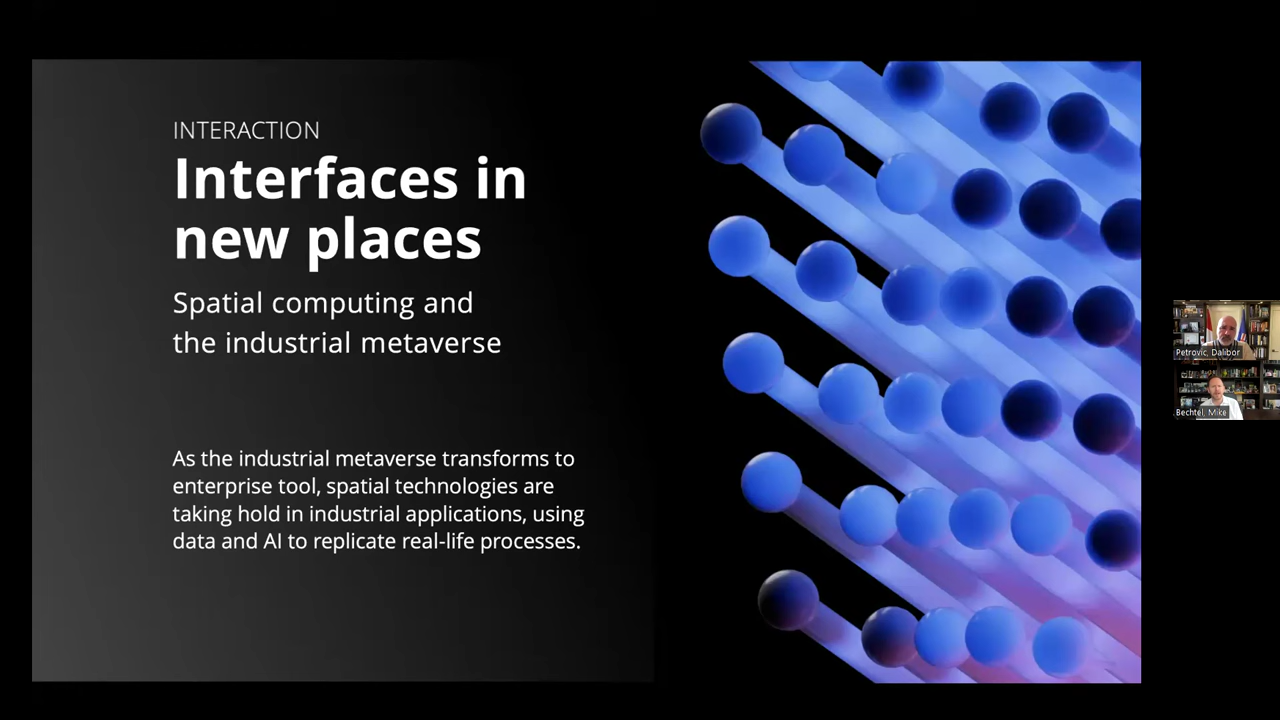 INTERACTION
Interfaces in
new places
Spatial computing and
the industrial metaverse
As the industrial metaverse transforms to
enterprise tool, spatial technologies are
taking hold in industrial applications, using
data and AI to replicate real-life processes.
Petrovic, Dalibor
Bechtel, Mike